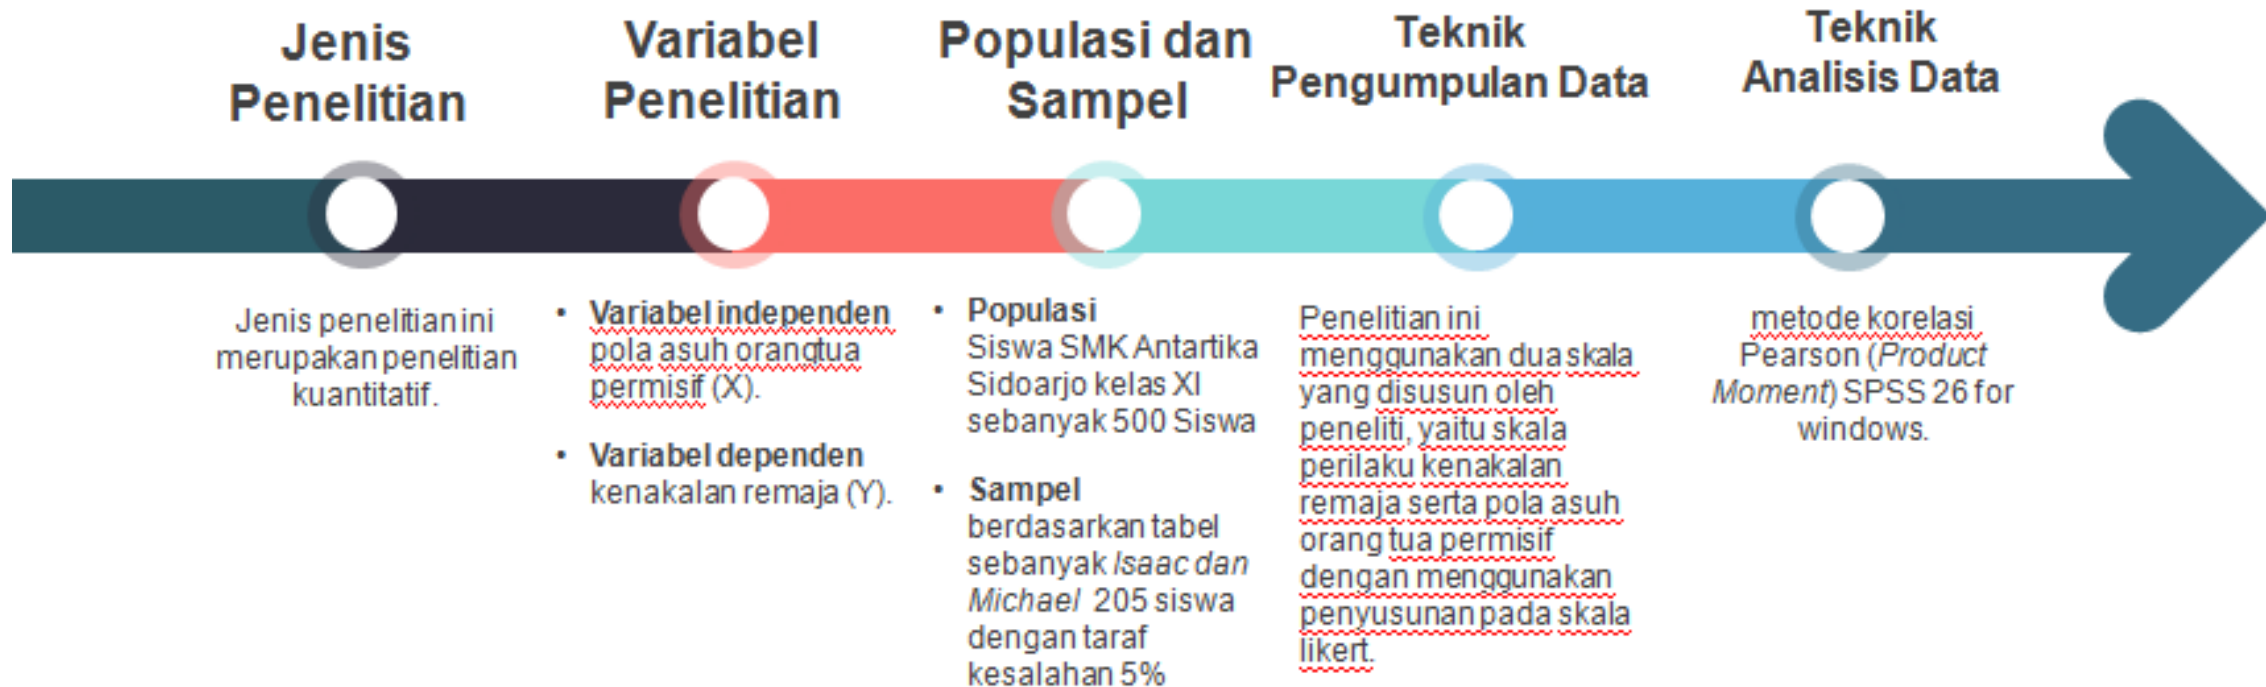 Jenis
Penelitian
Variabel
Penelitian
Populasi dan
Sampel
Teknik
Pengumpulan Data
Teknik
Analisis Data
Jenis penelitian ini
merupakan penelitian
kuantitatif.
• Variabel independen
pola asuh orangtua
permisif (X).
• Variabel dependen
kenakalan remaja (Y).
• Populasi
Siswa SMK Antartika
Sidoarjo kelas XI
sebanyak 500 Siswa
• Sampel
berdasarkan tabel
sebanyak Isaac dan
Michael 205 siswa
dengan taraf
kesalahan 5%
Penelitian ini
menggunakan dua skala
yang disusun oleh
peneliti, yaitu skala
perilaku kenakalan
remaja serta pola asuh
orang tua permisif
dengan menggunakan
penyusunan pada skala
likert.
metode korelasi
Pearson (Product
Moment) SPSS 26 for
windows.